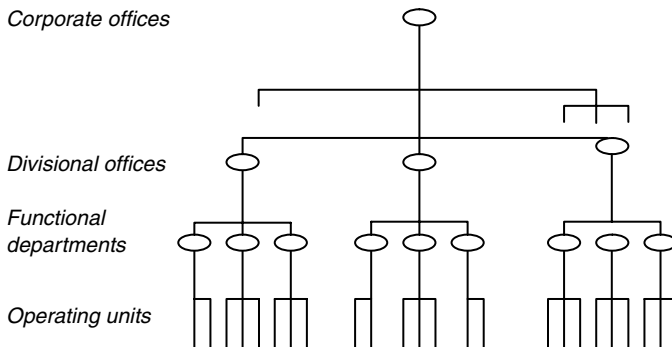 Corporate offices
Divisional offices
Functional
departments
Operating units